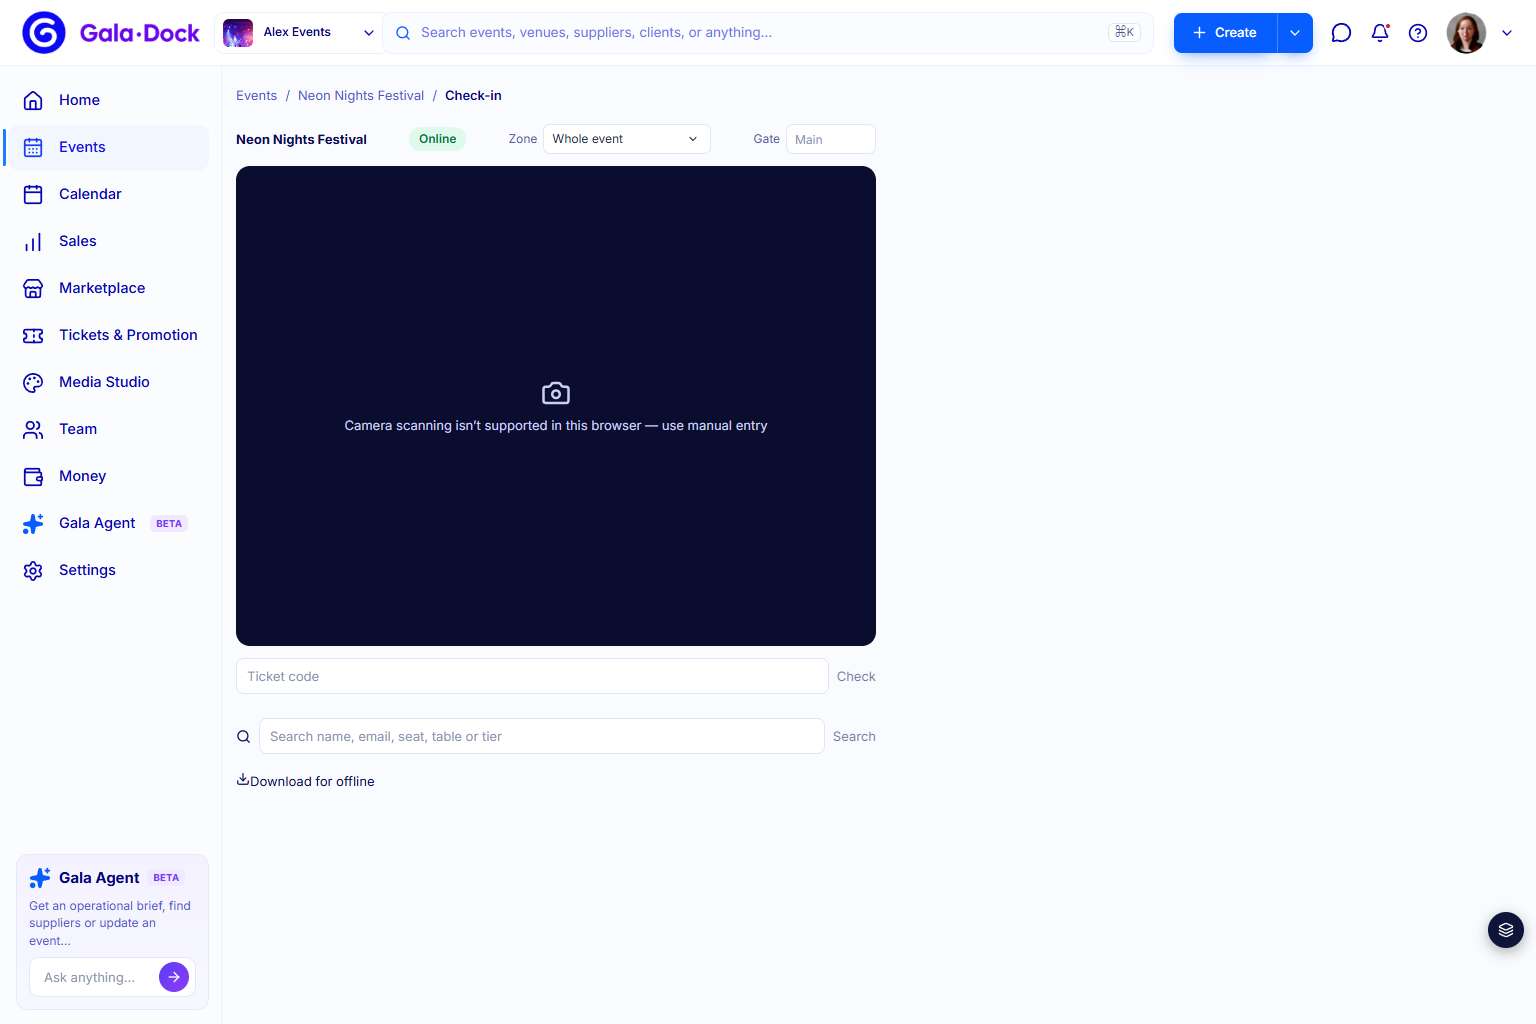 Gala·Dock
Alex Events
Search events, venues, suppliers, clients, or anything...
⌘K
Create
Home
Events
Calendar
Sales
Marketplace
Tickets & Promotion
Media Studio
Team
Money
Gala Agent BETA
Settings
Events / Neon Nights Festival / Check-in
Neon Nights Festival
Online
Zone
Whole event
Gate
Main
Camera scanning isn't supported in this browser — use manual entry
Ticket code
Check
Search name, email, seat, table or tier
Search
Download for offline
Gala Agent BETA
Get an operational brief, find
suppliers or update an
event...
Ask anything...